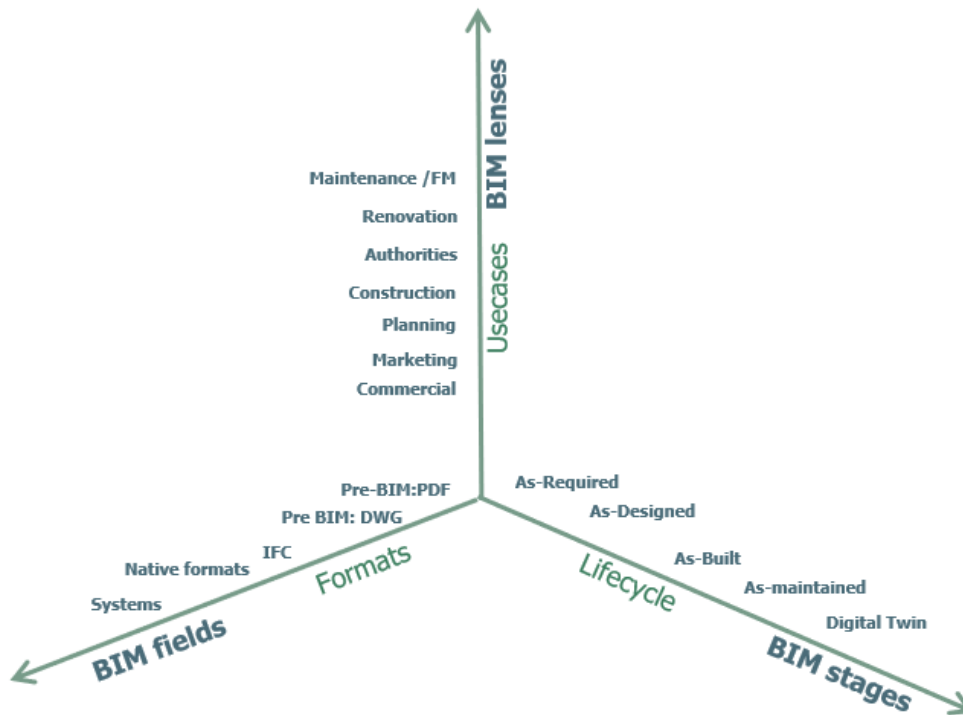 BIM lenses
Usecases
Maintenance /FM
Renovation
Authorities
Construction
Planning
Marketing
Commercial
Pre-BIM:PDF
Pre BIM: DWG
IFC
Native formats
Systems
Formats
BIM fields
As-Required
As-Designed
As-Built
As-maintained
Digital Twin
Lifecycle
BIM stages